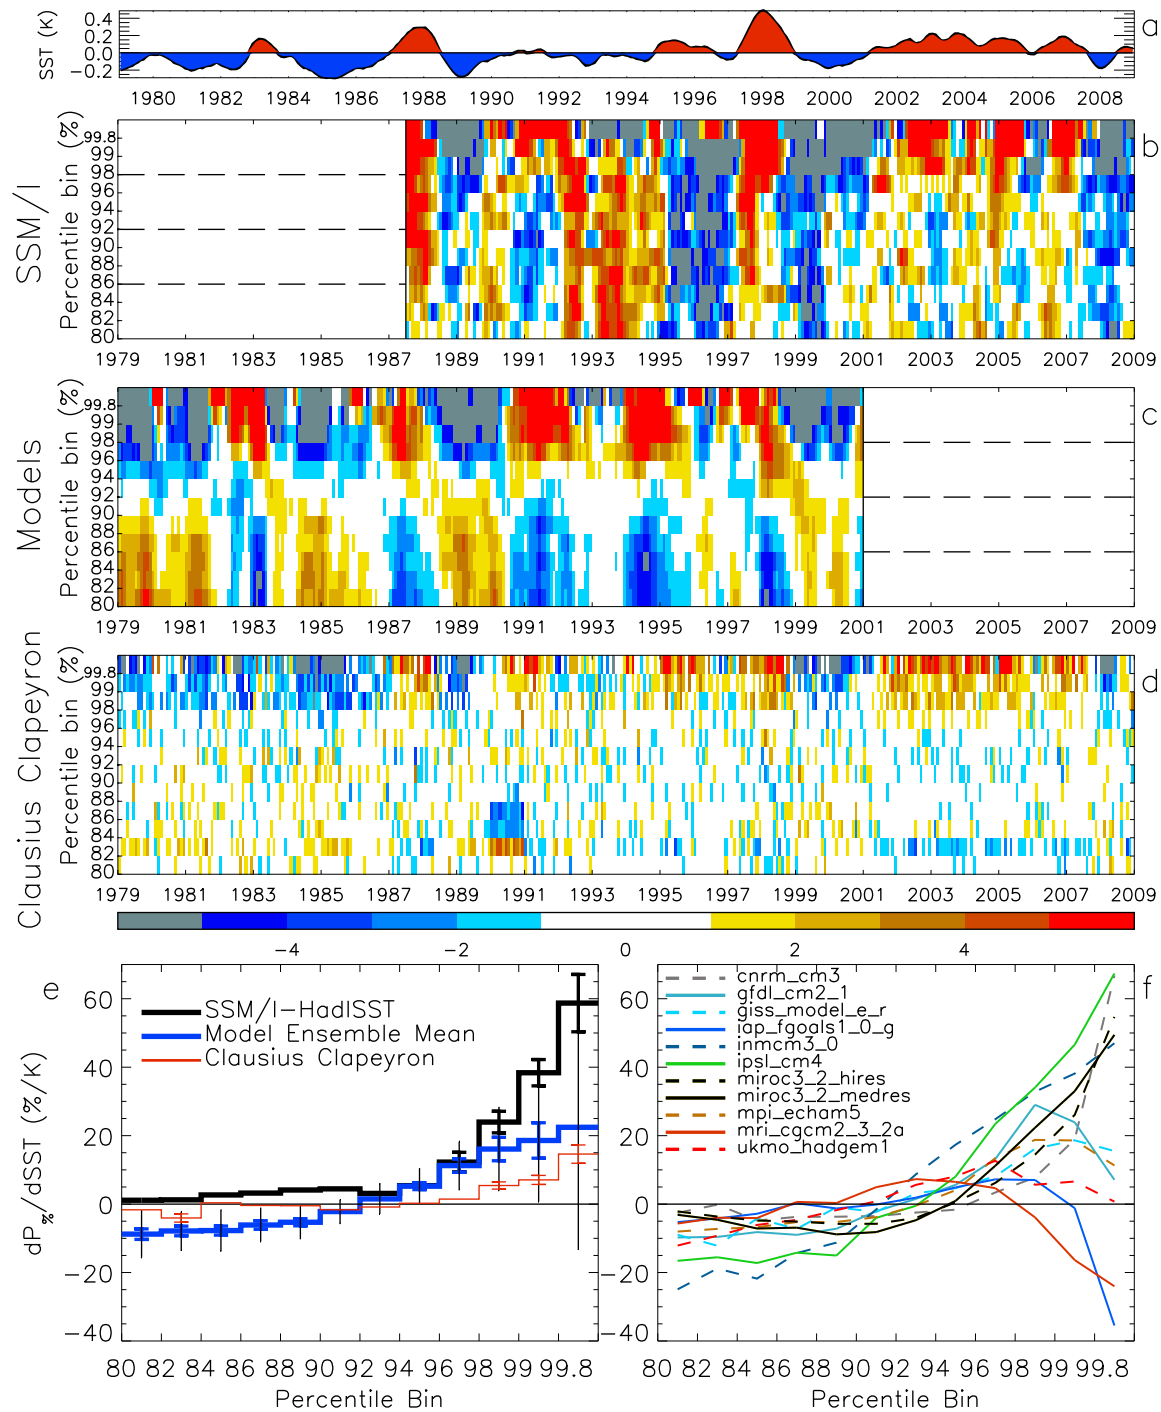 a
SST (K)
0.4
0.2
0.0
−0.2
1980 1982 1984 1986 1988 1990 1992 1994 1996 1998 2000 2002 2004 2006 2008
b
SSM/I
Percentile bin (%)
99.8
99
98
96
94
92
90
88
86
84
82
80
1979 1981 1983 1985 1987 1989 1991 1993 1995 1997 1999 2001 2003 2005 2007 2009
c
Models
Percentile bin (%)
99.8
99
98
96
94
92
90
88
86
84
82
80
1979 1981 1983 1985 1987 1989 1991 1993 1995 1997 1999 2001 2003 2005 2007 2009
d
Clausius Clapeyron
Percentile bin (%)
99.8
99
98
96
94
92
90
88
86
84
82
80
1979 1981 1983 1985 1987 1989 1991 1993 1995 1997 1999 2001 2003 2005 2007 2009
−4 −2 0 2 4
e
SSM/I−HadISST
Model Ensemble Mean
Clausius Clapeyron
dP%/dSST (%/K)
60
40
20
0
−20
−40
80 82 84 86 88 90 92 94 96 98 99 99.8
Percentile Bin
f
cnrm_cm3
gfdl_cm2_1
giss_model_e_r
iap_fgoals1_0_g
inmcm3_0
ipsl_cm4
miroc3_2_hires
miroc3_2_medres
mpi_echam5
mri_cgcm2_3_2a
ukmo_hadgem1
60
40
20
0
−20
−40
80 82 84 86 88 90 92 94 96 98 99 99.8
Percentile Bin